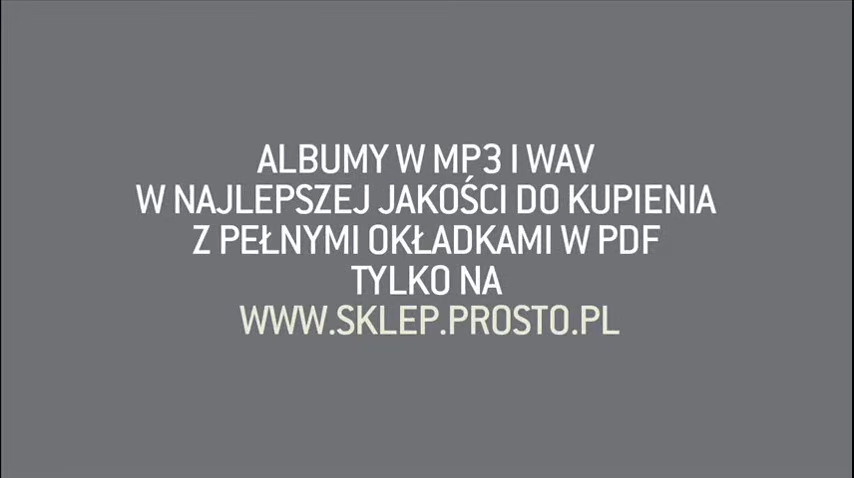 ALBUMY W MP3 I WAV
W NAJLEPSZEJ JAKOŚCI DO KUPIENIA
Z PEŁNYMI OKŁADKAMI W PDF
TYLKO NA
WWW.SKLEP.PROSTO.PL